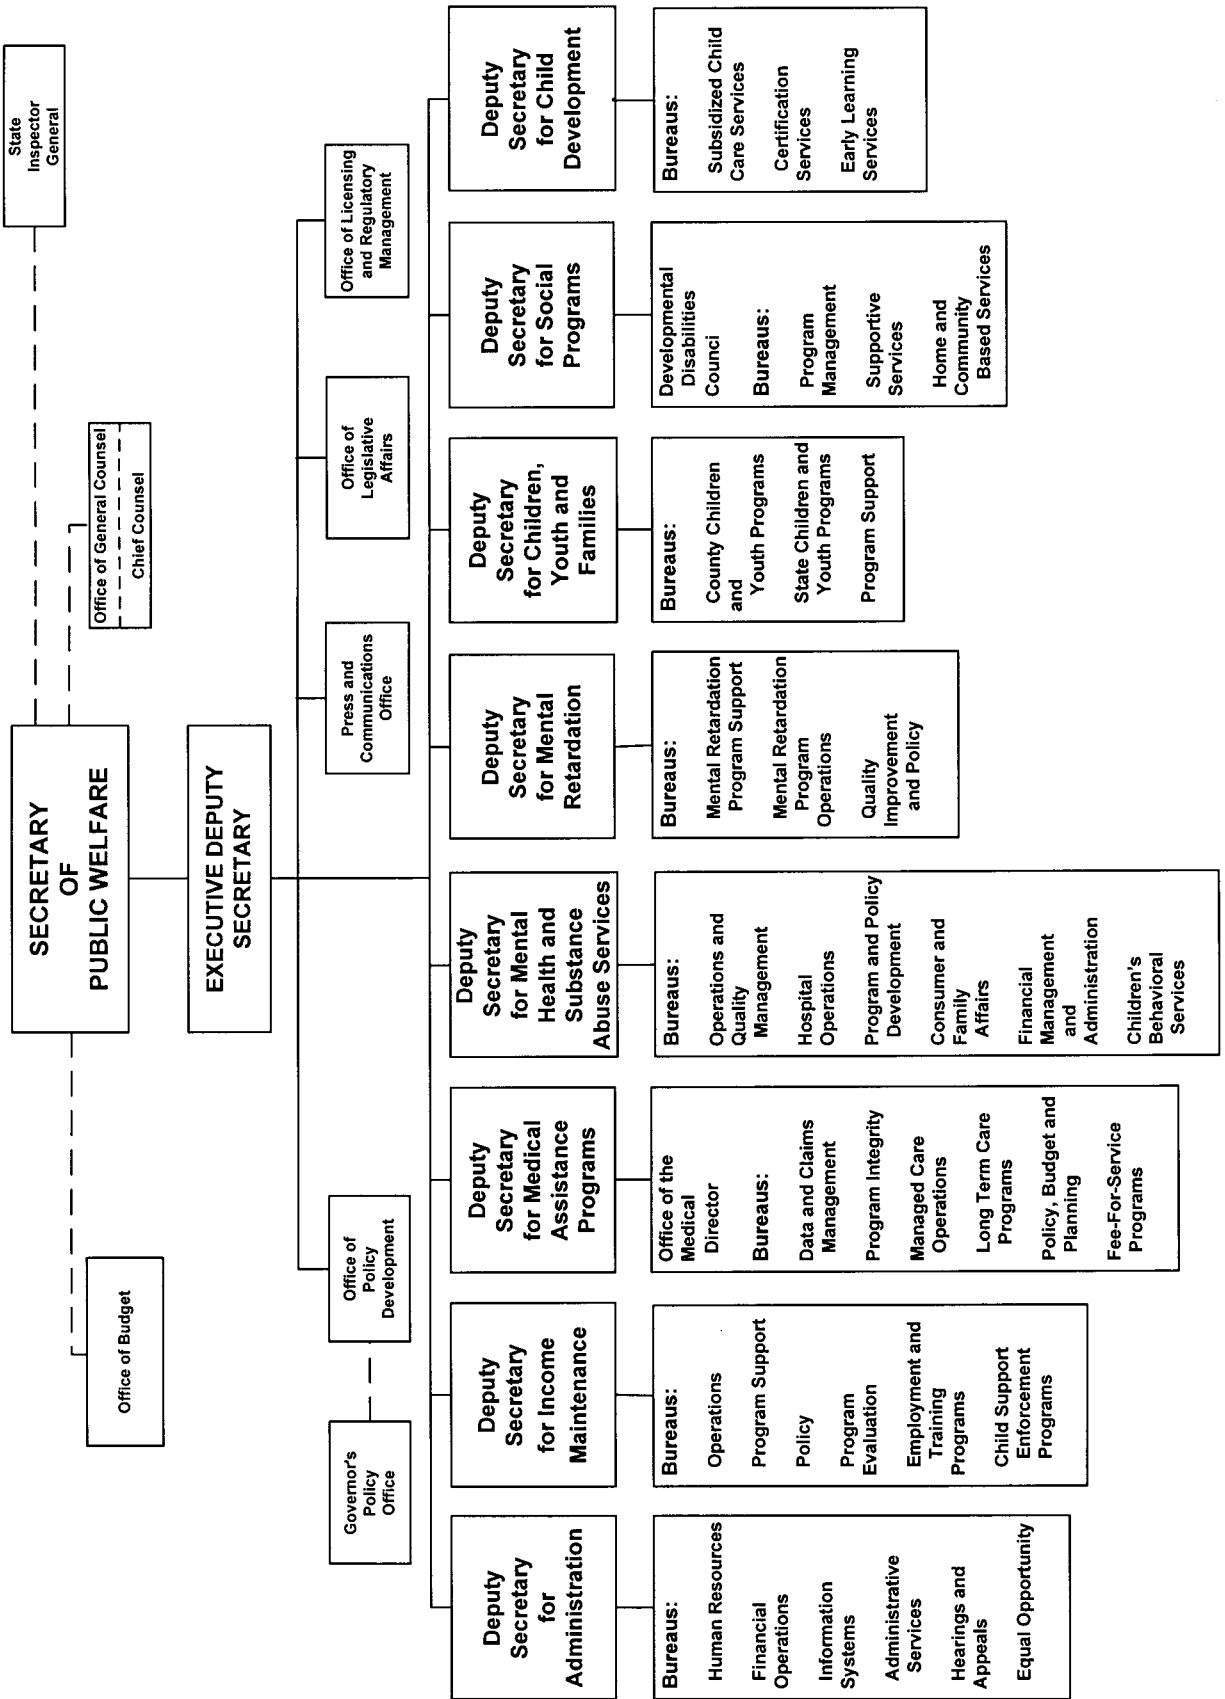 State
Inspector
General
Office of General Counsel
Chief Counsel
SECRETARY
OF
PUBLIC WELFARE
Office of Budget
EXECUTIVE DEPUTY
SECRETARY
Governor's
Policy
Office
Office of
Policy
Development
Press and
Communications
Office
Office of
Legislative
Affairs
Office of Licensing
and Regulatory
Management
Deputy
Secretary
for
Administration
Bureaus:
Human Resources
Financial
Operations
Information
Systems
Administrative
Services
Hearings and
Appeals
Equal Opportunity
Deputy
Secretary
for Income
Maintenance
Bureaus:
Operations
Program Support
Policy
Program
Evaluation
Employment and
Training
Programs
Child Support
Enforcement
Programs
Deputy
Secretary
for Medical
Assistance
Programs
Office of the
Medical
Director
Bureaus:
Data and Claims
Management
Program Integrity
Managed Care
Operations
Long Term Care
Programs
Policy, Budget and
Planning
Fee-For-Service
Programs
Deputy
Secretary
for Mental
Health and
Substance
Abuse Services
Bureaus:
Operations and
Quality
Management
Hospital
Operations
Program and Policy
Development
Consumer and
Family
Affairs
Financial
Management
and
Administration
Children's
Behavioral
Services
Deputy
Secretary
for Mental
Retardation
Bureaus:
Mental Retardation
Program Support
Mental Retardation
Program
Operations
Quality
Improvement
and Policy
Deputy
Secretary
for Children,
Youth and
Families
Bureaus:
County Children
and
Youth Programs
State Children and
Youth Programs
Program Support
Deputy
Secretary
for Social
Programs
Developmental
Disabilities
Counci
Bureaus:
Program
Management
Supportive
Services
Home and
Community
Based Services
Deputy
Secretary
for Child
Development
Bureaus:
Subsidized Child
Care Services
Certification
Services
Early Learning
Services